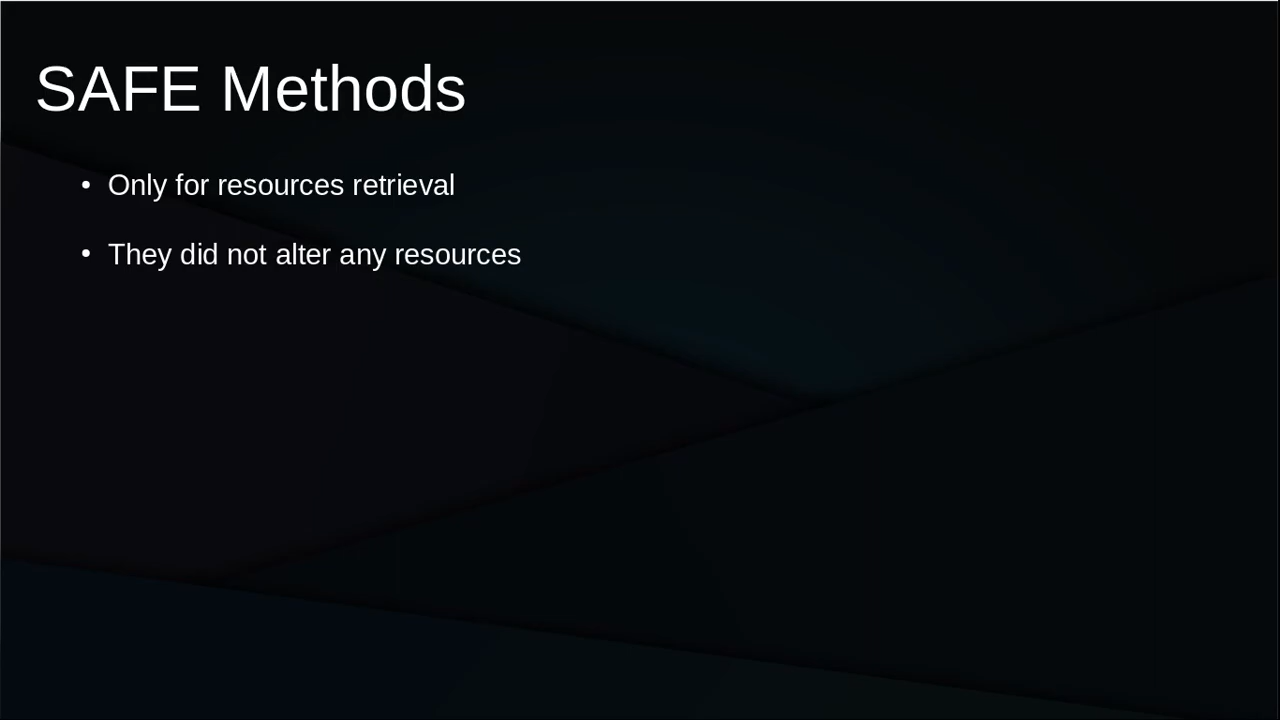 SAFE Methods
• Only for resources retrieval
• They did not alter any resources